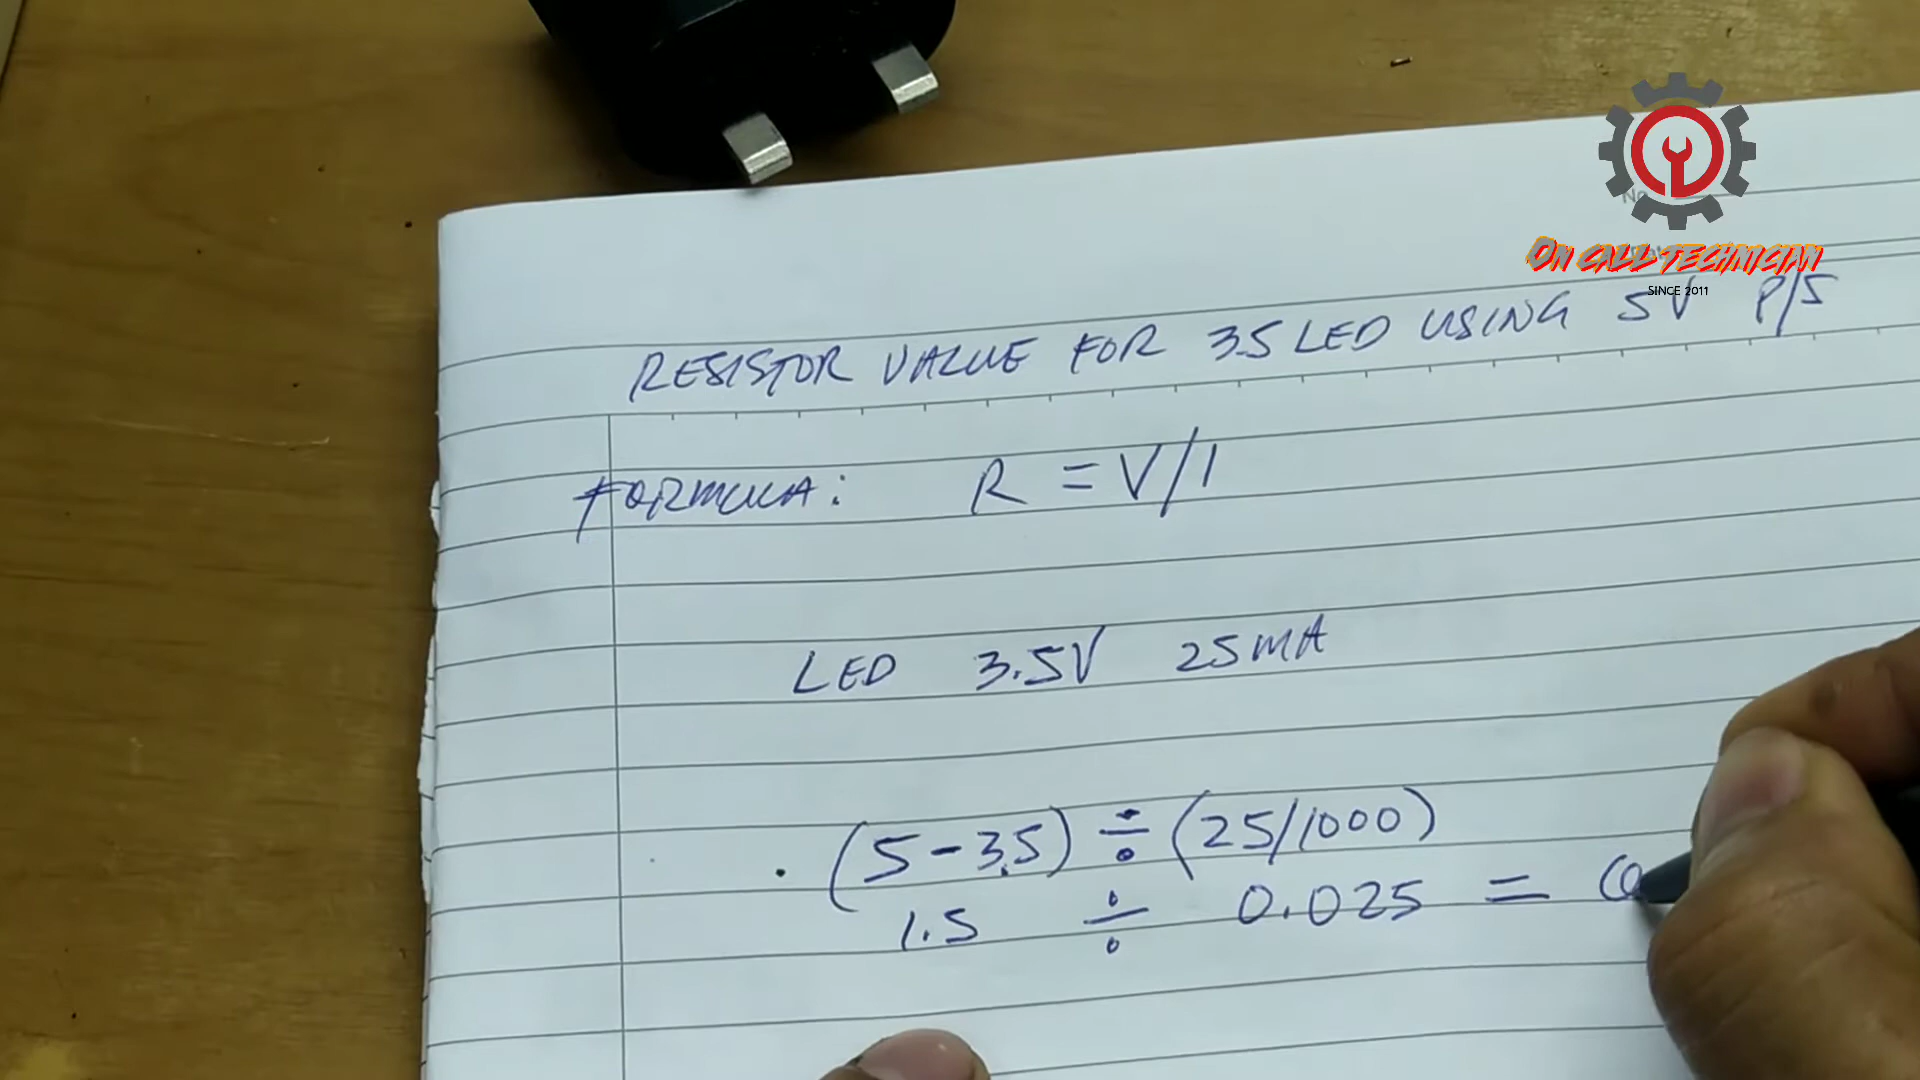 No
ON CALL TECHNICIAN
SINCE 2011
RESISTOR VALUE FOR 3.5 LED USING 5V P/S
FORMULA: R = V/I
LED 3.5V 25MA
(5-3.5) ÷ (25/1000)
1.5 ÷ 0.025 =